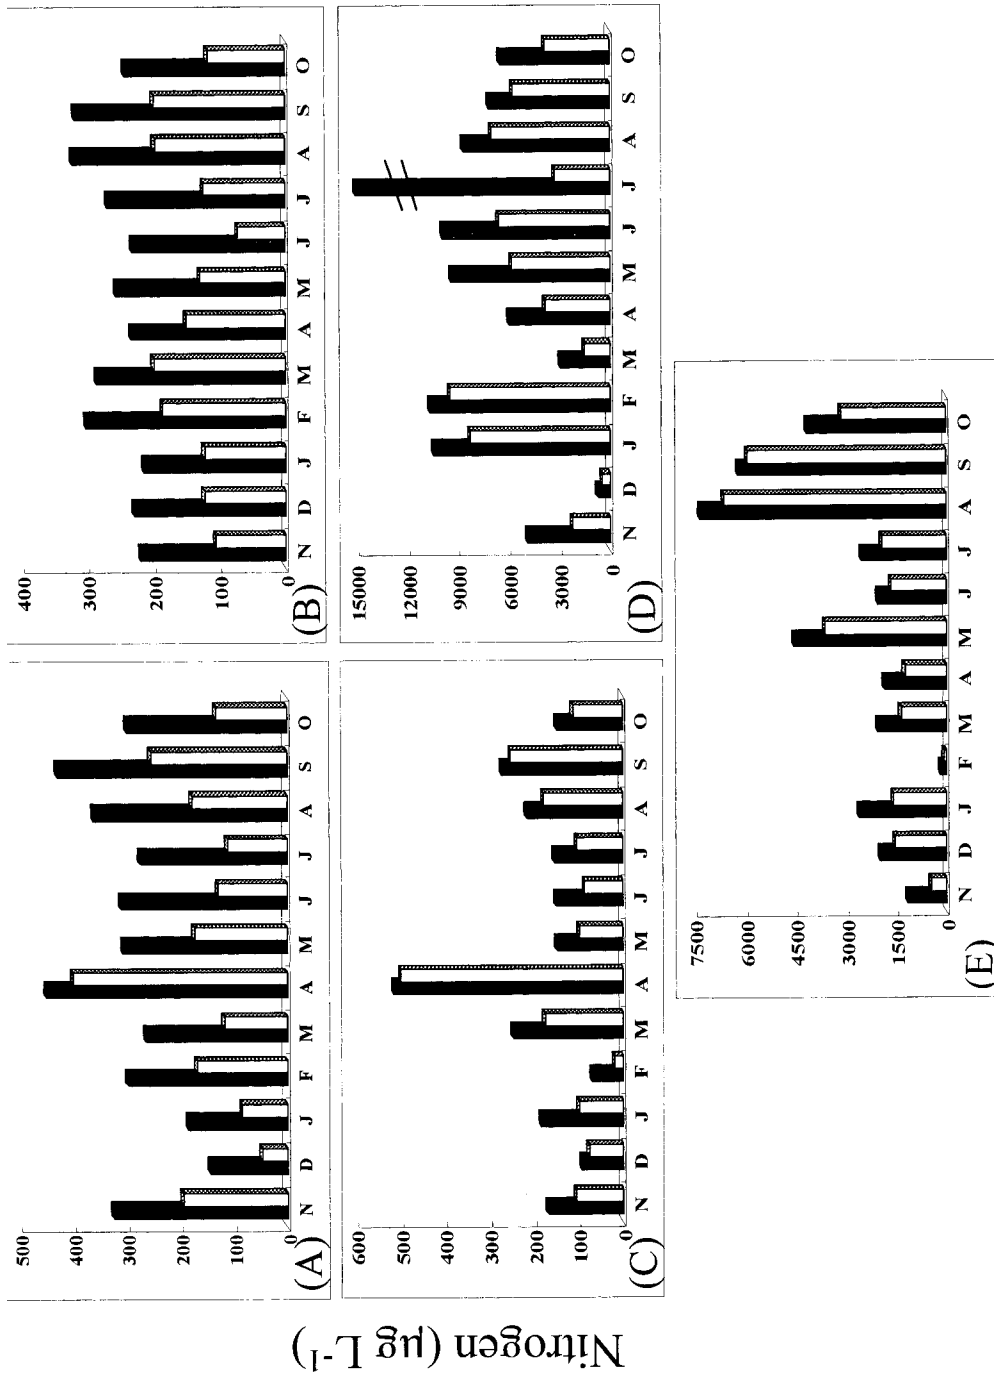 Nitrogen (µg L-1)
500
400
300
200
100
0
N D J F M A M J J A S O
(A)
400
300
200
100
0
N D J F M A M J J A S O
(B)
600
500
400
300
200
100
0
N D J F M A M J J A S O
(C)
15000
12000
9000
6000
3000
0
N D J F M A M J J A S O
(D)
7500
6000
4500
3000
1500
0
N D J F M A M J J A S O
(E)